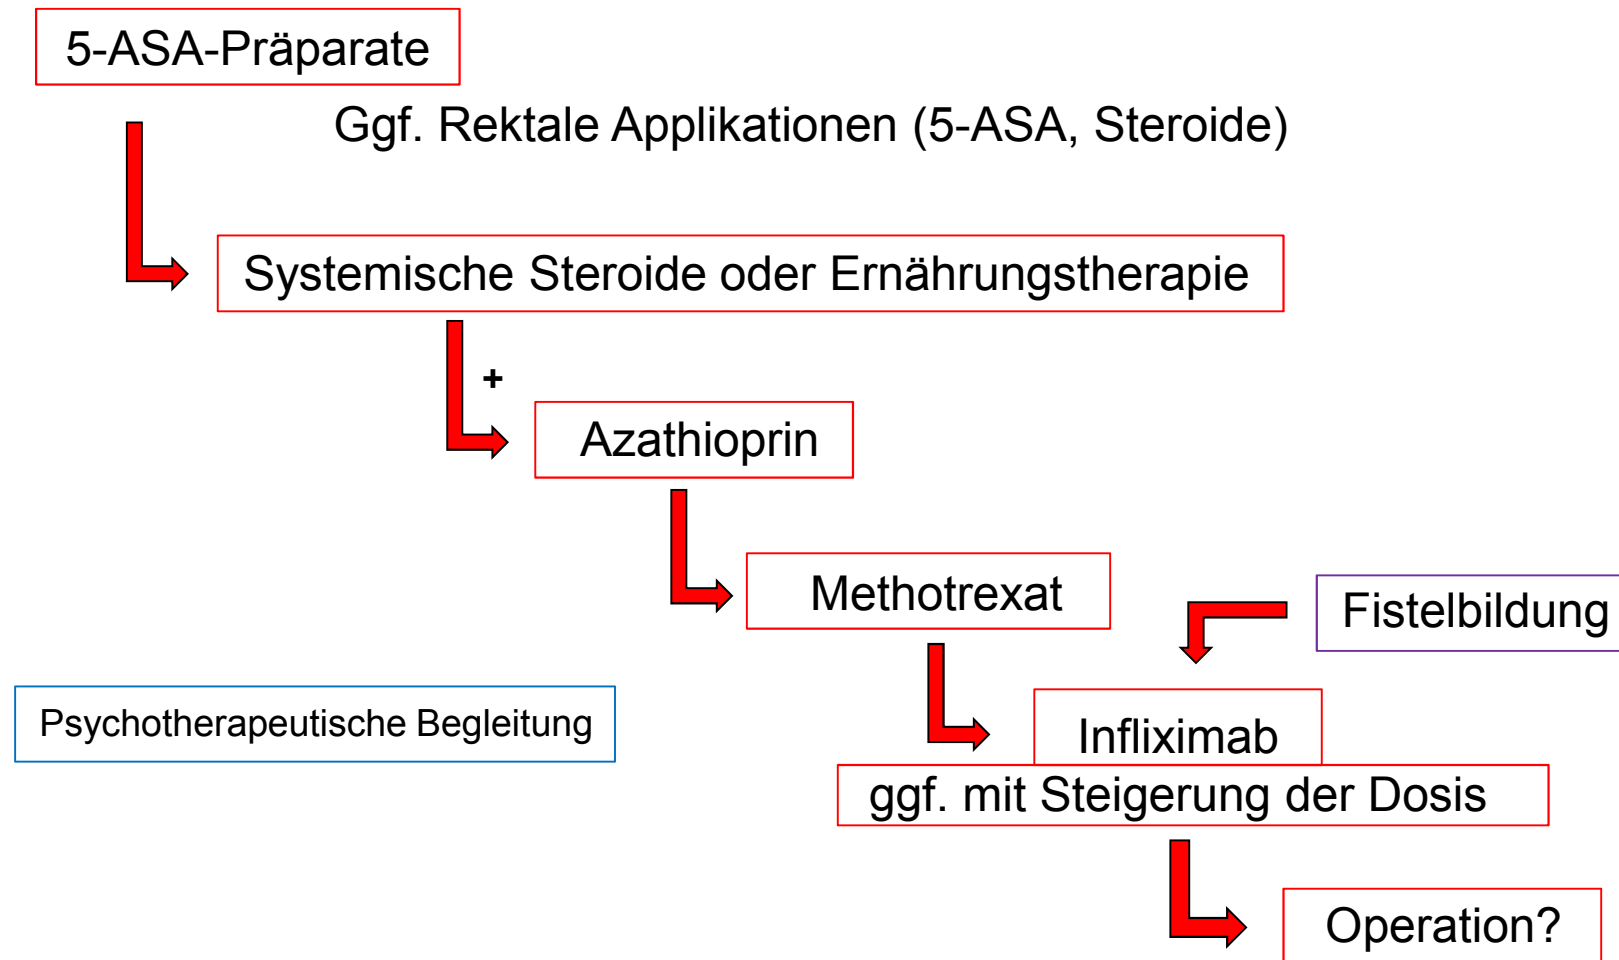 5-ASA-Präparate
Ggf. Rektale Applikationen (5-ASA, Steroide)
Systemische Steroide oder Ernährungstherapie
+
Azathioprin
Methotrexat
Fistelbildung
Psychotherapeutische Begleitung
Infliximab
ggf. mit Steigerung der Dosis
Operation?